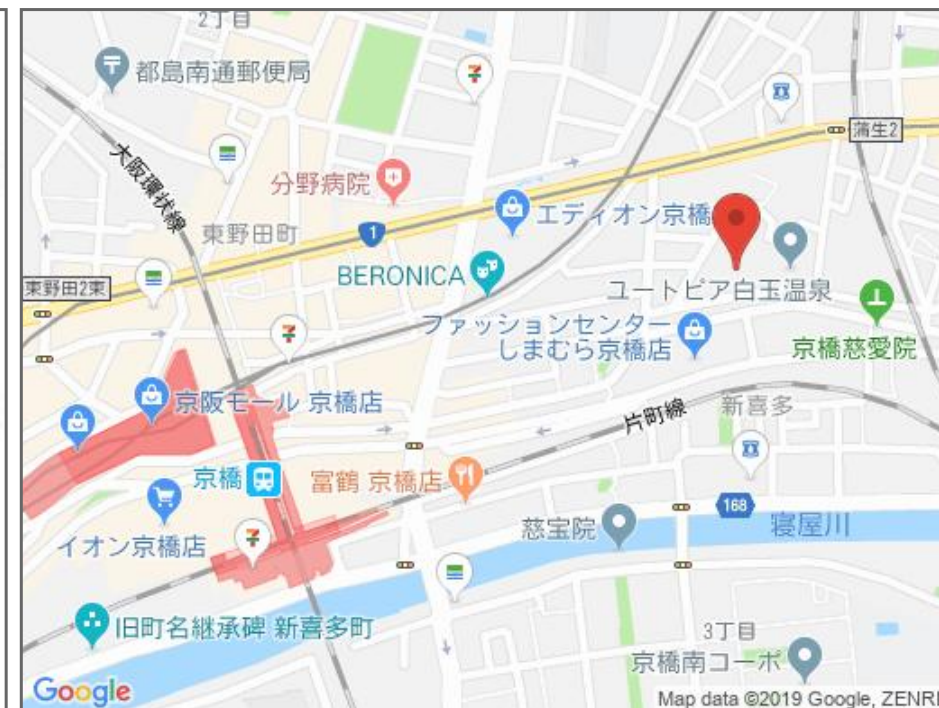 2丁目
都島南通郵便局
大阪環状線
蒲生2
分野病院
エディオン京橋
東野田町
1
BERONICA
東野田2東
ユートピア白玉温泉
ファッションセンター
しまむら京橋店
京橋慈愛院
京阪モール 京橋店
新喜多
片町線
京橋
富鶴 京橋店
168
イオン京橋店
慈宝院
寝屋川
旧町名継承碑 新喜多町
3丁目
京橋南コーポ
Google
Map data ©2019 Google, ZENRI